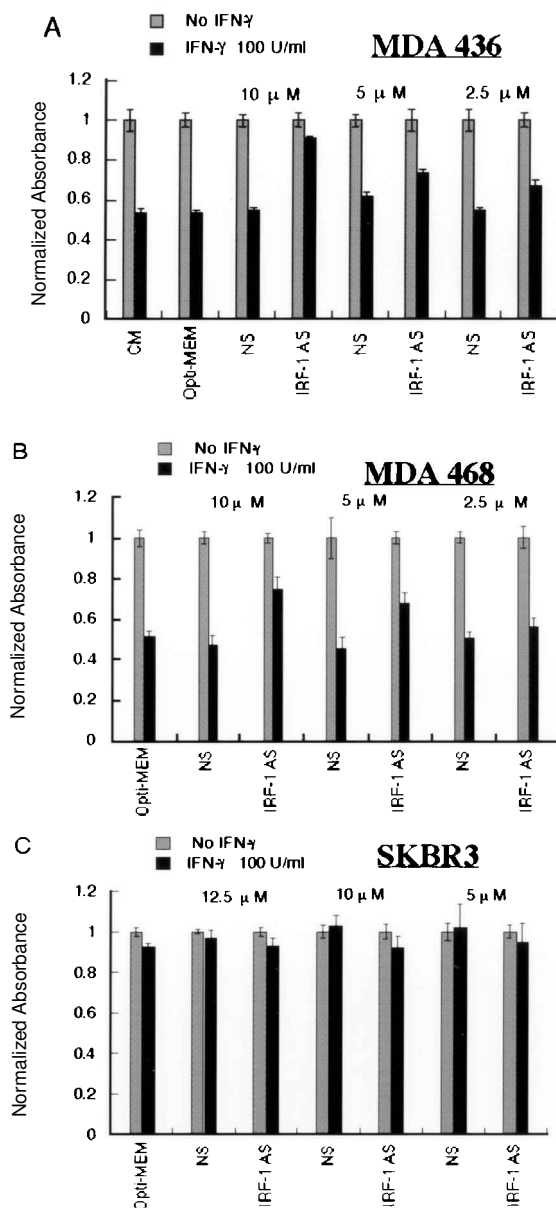 A
No IFN-γ
IFN-γ 100 U/ml
MDA 436
Normalized Absorbance
1.2
1
0.8
0.6
0.4
0.2
0
10 μ M
5 μ M
2.5 μ M
CM
Opti-MEM
NS
IRF-1 AS
NS
IRF-1 AS
NS
IRF-1 AS
B
No IFN-γ
IFN-γ 100 U/ml
MDA 468
Normalized Absorbance
1.2
1
0.8
0.6
0.4
0.2
0
10 μ M
5 μ M
2.5 μ M
Opti-MEM
NS
IRF-1 AS
NS
IRF-1 AS
NS
IRF-1 AS
C
No IFN-γ
IFN-γ 100 U/ml
SKBR3
Normalized Absorbance
1.2
1
0.8
0.6
0.4
0.2
0
12.5 μ M
10 μ M
5 μ M
Opti-MEM
NS
IRF-1 AS
NS
IRF-1 AS
NS
IRF-1 AS